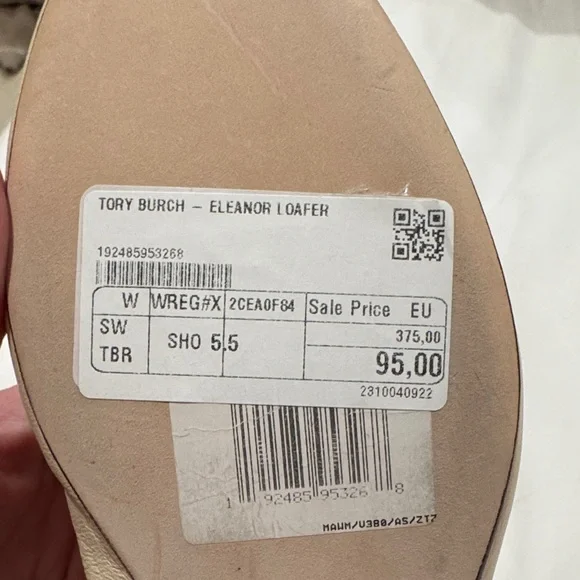 TORY BURCH – ELEANOR LOAFER
192485953268
W WREG#X 2CEA0F84 Sale Price EU
SW SHO 5,5 375,00
TBR 95,00
2310040922
1 92485 95326 8
MAWM/U380/AS/ZT7